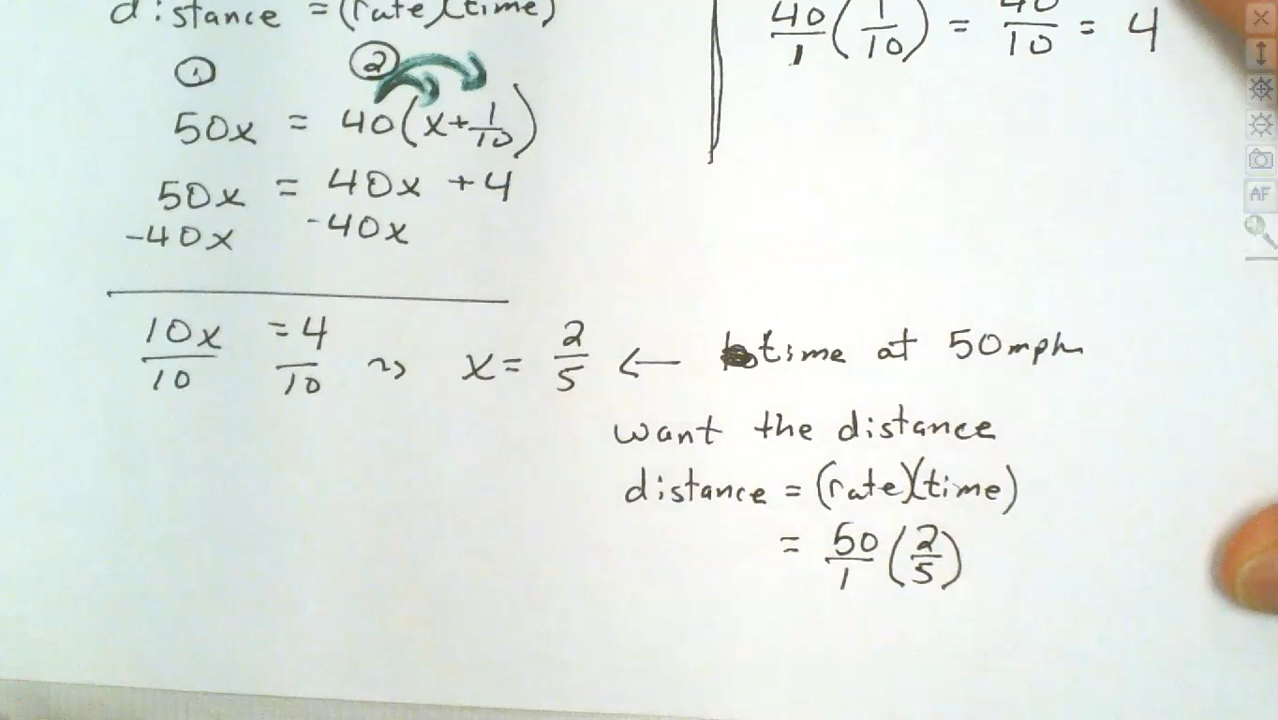 distance = (rate)(time)
① ②
50x = 40(x + 1/10)
50x = 40x + 4
-40x -40x
10x/10 = 4/10 ⇝ x = 2/5 ← time at 50mph
want the distance
distance = (rate)(time)
= 50/1 (2/5)
40/1 (1/10) = 40/10 = 4
AF